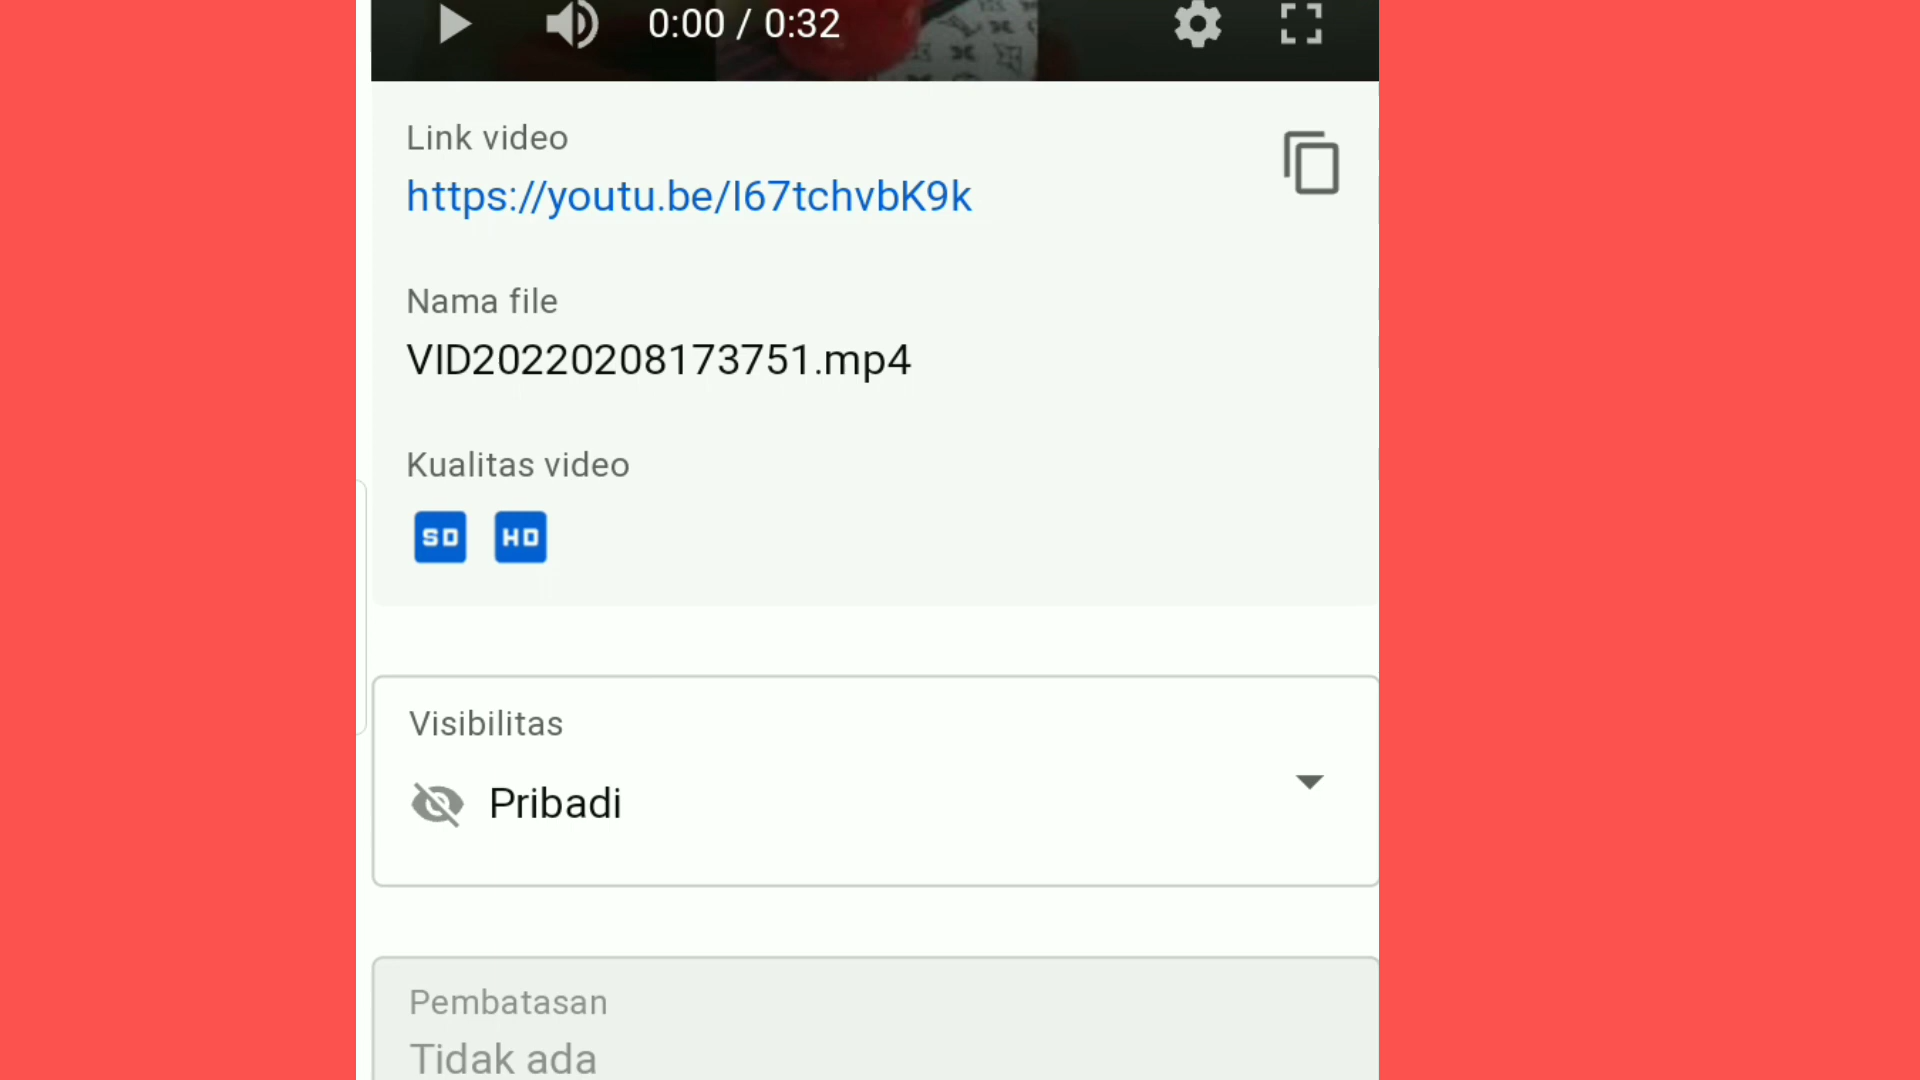 0:00 / 0:32
Link video
https://youtu.be/I67tchvbK9k
Nama file
VID20220208173751.mp4
Kualitas video
SD HD
Visibilitas
Pribadi
Pembatasan
Tidak ada